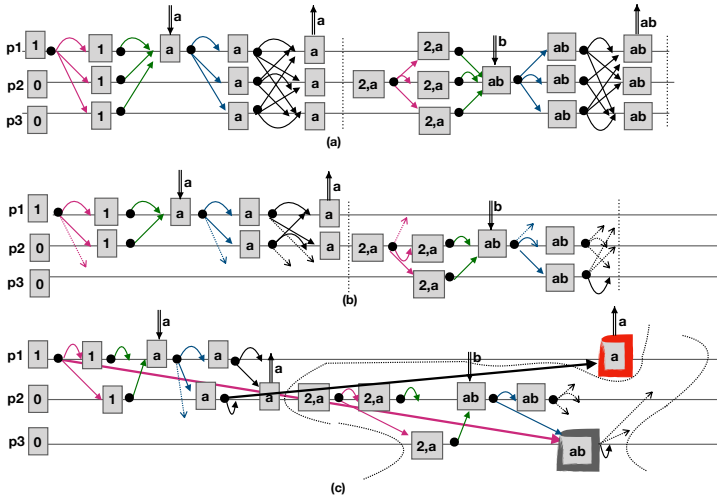 a a b ab
p1 1 1 a a a ab ab
p2 0 1 a a 2,a 2,a ab ab ab
p3 0 1 a a 2,a ab ab
(a)
a a b
p1 1 1 a a a
p2 0 1 a a 2,a 2,a ab ab
p3 0 2,a ab
(b)
a a b a
p1 1 1 a a a
p2 0 1 a a 2,a 2,a ab ab
p3 0 2,a ab
(c)